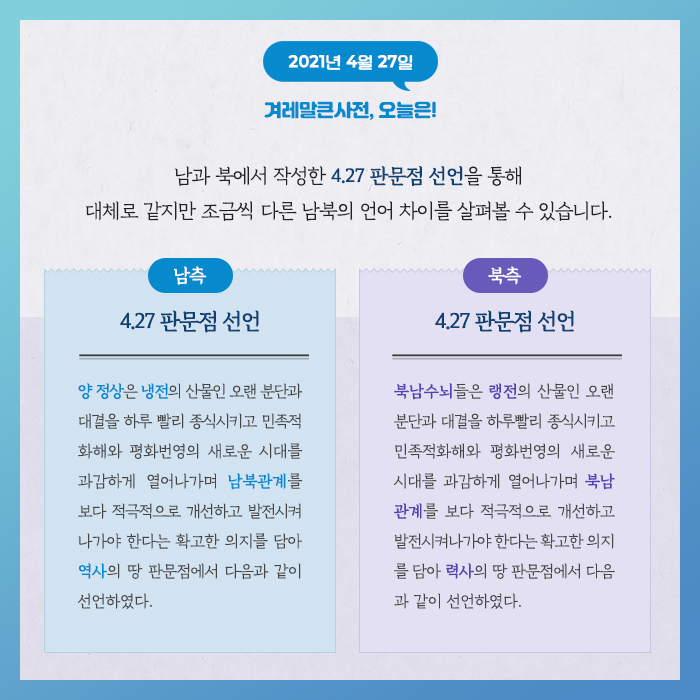 2021년 4월 27일
겨레말큰사전, 오늘은!
남과 북에서 작성한 4.27 판문점 선언을 통해
대체로 같지만 조금씩 다른 남북의 언어 차이를 살펴볼 수 있습니다.
남측
4.27 판문점 선언
양 정상은 냉전의 산물인 오랜 분단과
대결을 하루 빨리 종식시키고 민족적
화해와 평화번영의 새로운 시대를
과감하게 열어나가며 남북관계를
보다 적극적으로 개선하고 발전시켜
나가야 한다는 확고한 의지를 담아
역사의 땅 판문점에서 다음과 같이
선언하였다.
북측
4.27 판문점 선언
북남수뇌들은 랭전의 산물인 오랜
분단과 대결을 하루빨리 종식시키고
민족적화해와 평화번영의 새로운
시대를 과감하게 열어나가며 북남
관계를 보다 적극적으로 개선하고
발전시켜나가야 한다는 확고한 의지
를 담아 력사의 땅 판문점에서 다음
과 같이 선언하였다.